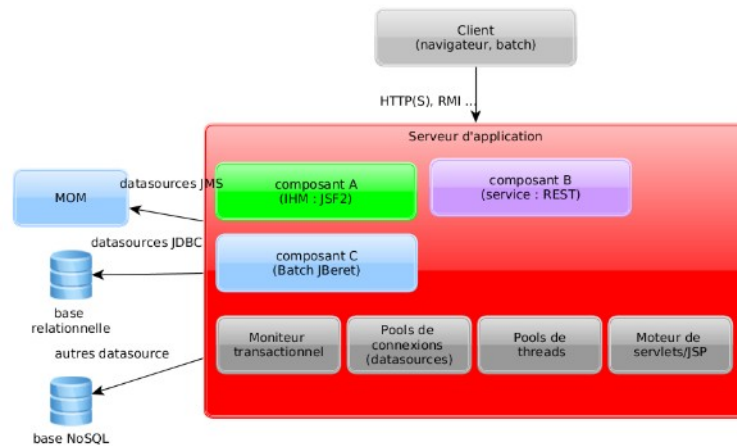 Client
(navigateur, batch)
HTTP(S), RMI ...
Serveur d'application
datasources JMS
composant A
(IHM : JSF2)
composant B
(service : REST)
MOM
datasources JDBC
composant C
(Batch JBeret)
base
relationnelle
autres datasource
Moniteur
transactionnel
Pools de
connexions
(datasources)
Pools de
threads
Moteur de
servlets/JSP
base NoSQL